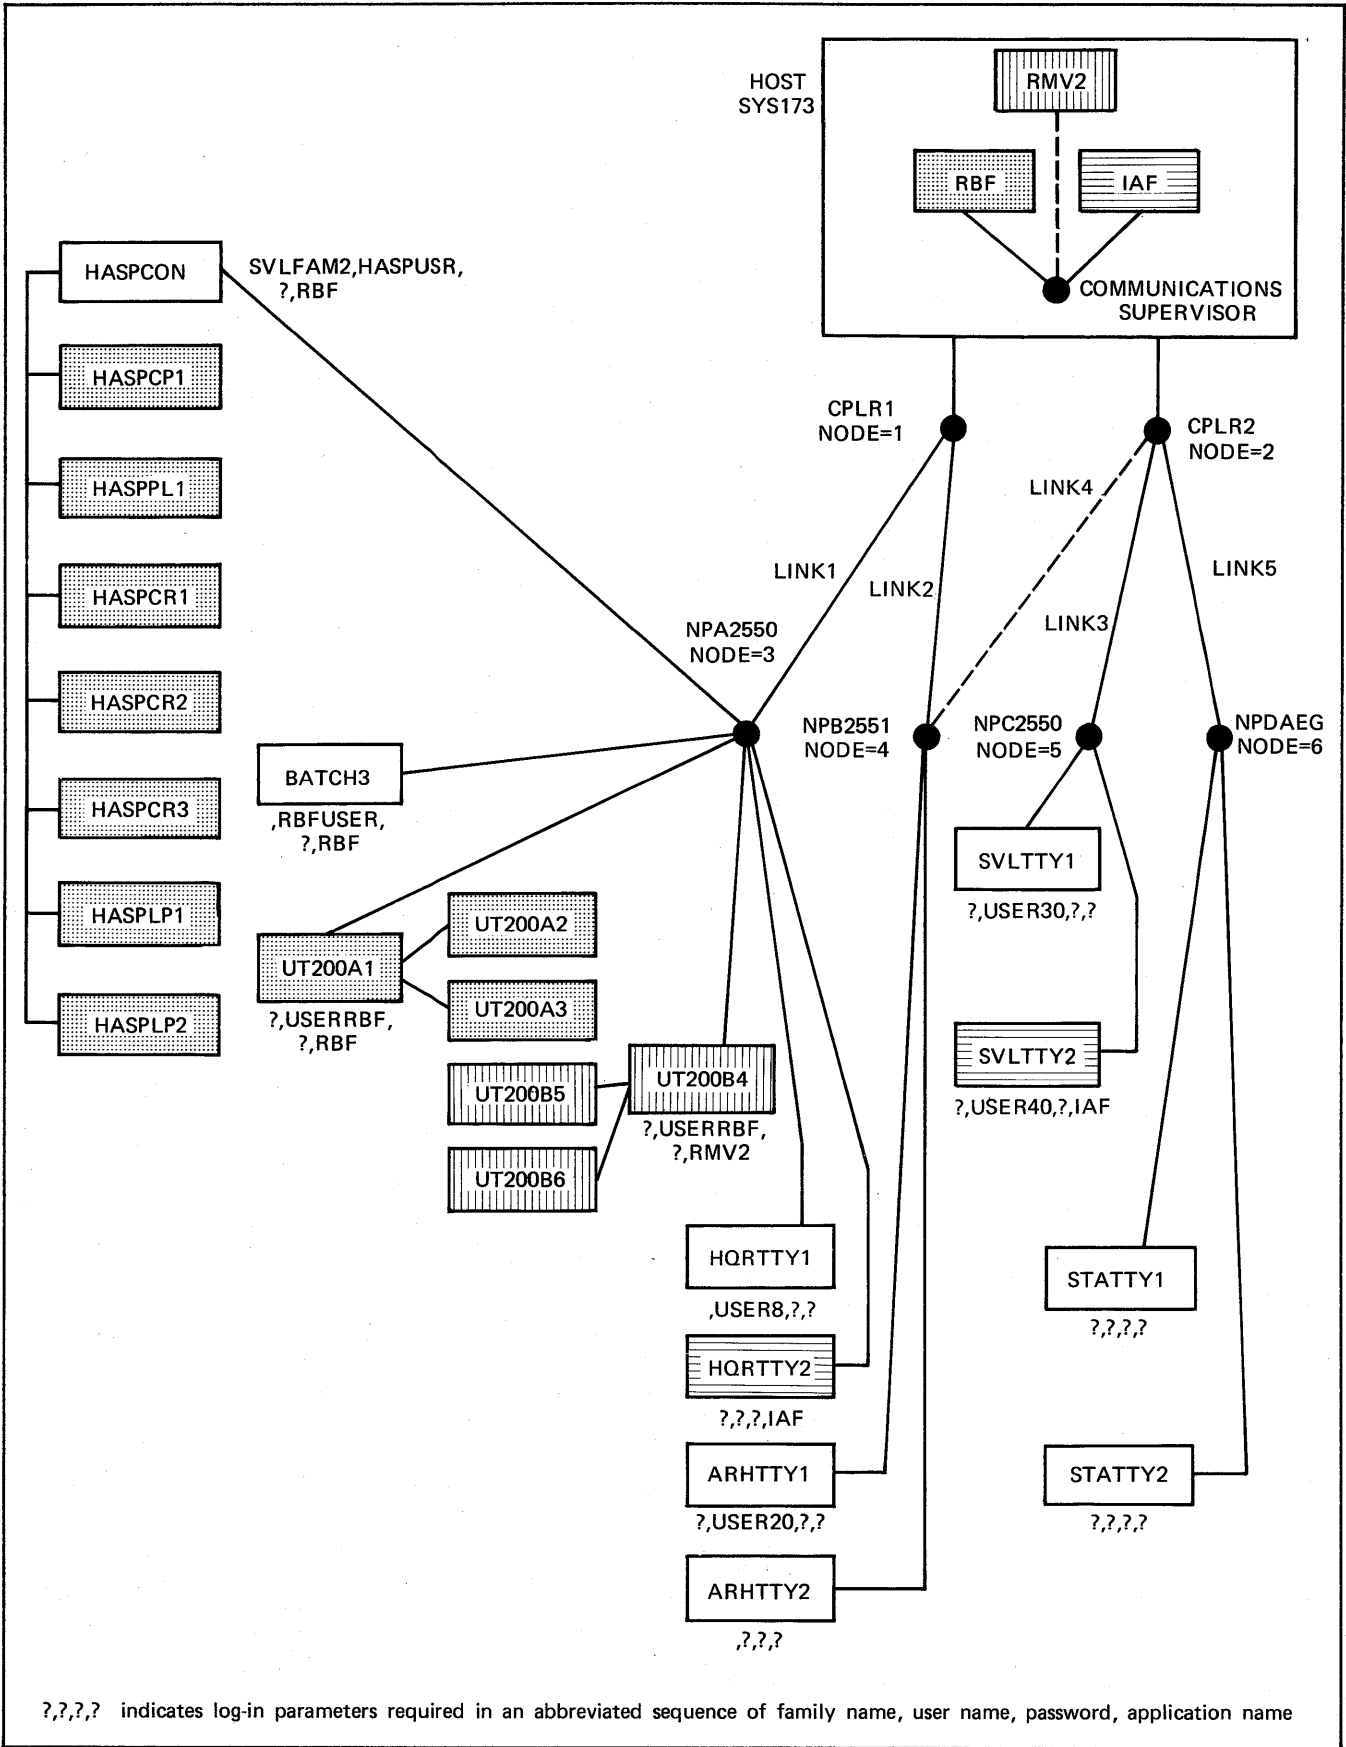 HOST
SYS173
RMV2
RBF
IAF
COMMUNICATIONS
SUPERVISOR
HASPCON
SVLFAM2,HASPUSR,
?,RBF
HASPCP1
HASPPL1
HASPCR1
HASPCR2
HASPCR3
HASPLP1
HASPLP2
CPLR1
NODE=1
CPLR2
NODE=2
LINK4
LINK1
LINK2
LINK3
LINK5
NPA2550
NODE=3
NPB2551
NODE=4
NPC2550
NODE=5
NPDAEG
NODE=6
BATCH3
,RBFUSER,
?,RBF
UT200A1
?,USERRBF,
?,RBF
UT200A2
UT200A3
UT200B5
UT200B6
UT200B4
?,USERRBF,
?,RMV2
SVLTTY1
?,USER30,?,?
SVLTTY2
?,USER40,?,IAF
HQRTTY1
,USER8,?,?
HQRTTY2
?,?,?,IAF
ARHTTY1
?,USER20,?,?
ARHTTY2
,?,?,?
STATTY1
?,?,?,?
STATTY2
?,?,?,?
?,?,?,? indicates log-in parameters required in an abbreviated sequence of family name, user name, password, application name